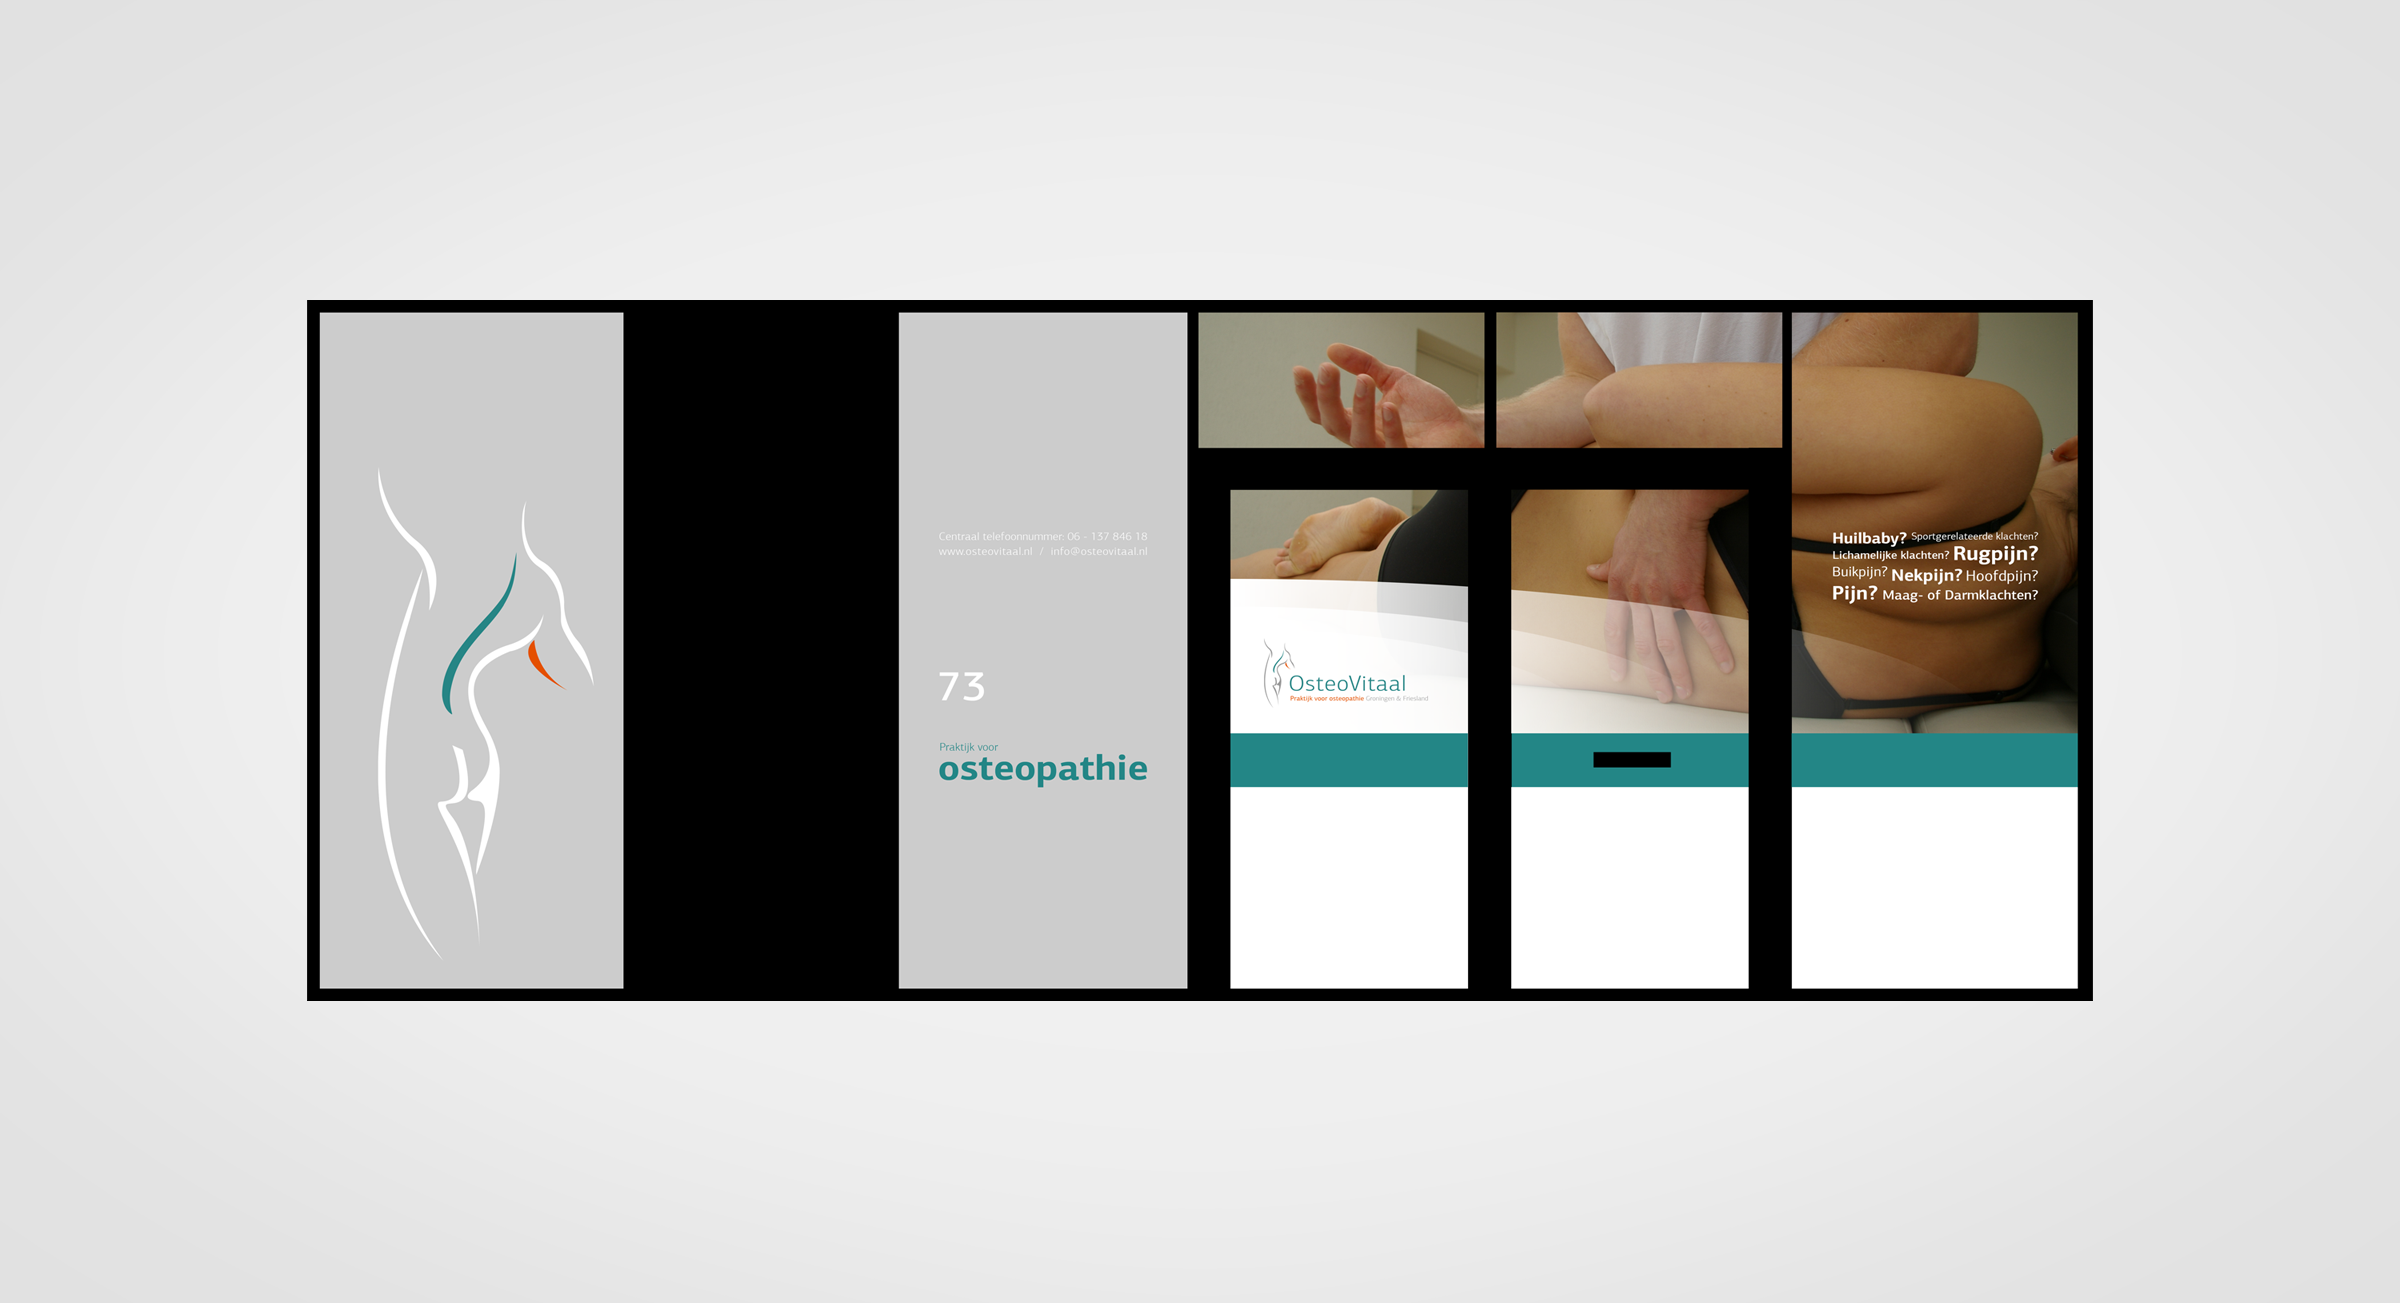 Centraal telefoonnummer: 06 - 137 846 18
www.osteovitaal.nl / info@osteovitaal.nl
73
Praktijk voor
osteopathie
OsteoVitaal
Praktijk voor osteopathie Groningen & Friesland
Huilbaby? Sportgerelateerde klachten?
Lichamelijke klachten? Rugpijn?
Buikpijn? Nekpijn? Hoofdpijn?
Pijn? Maag- of Darmklachten?